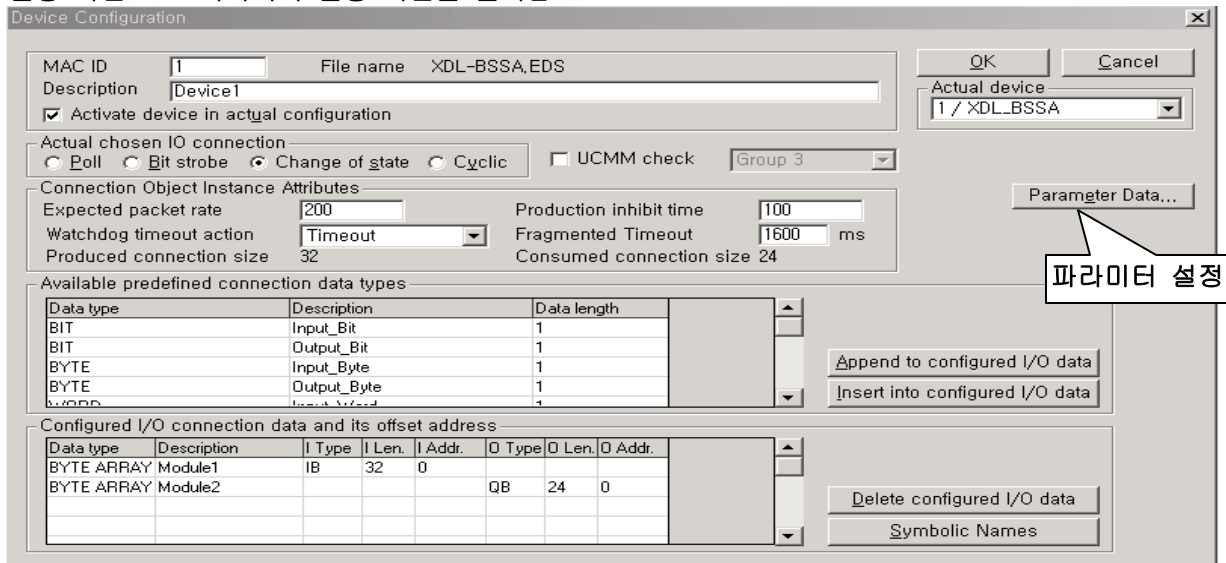 Device Configuration
MAC ID 1 File name XDL-BSSA.EDS
Description Device1
Activate device in actual configuration
OK Cancel
Actual device
1 / XDL_BSSA
Actual chosen IO connection
Poll Bit strobe Change of state Cyclic UCMM check Group 3
Connection Object Instance Attributes
Expected packet rate 200 Production inhibit time 100
Watchdog timeout action Timeout Fragmented Timeout 1600 ms
Produced connection size 32 Consumed connection size 24
Parameter Data...
파라미터 설정
Available predefined connection data types
Data type Description Data length
BIT Input_Bit 1
BIT Output_Bit 1
BYTE Input_Byte 1
BYTE Output_Byte 1
Append to configured I/O data
Insert into configured I/O data
Configured I/O connection data and its offset address
Data type Description I Type I Len. I Addr. O Type O Len. O Addr.
BYTE ARRAY Module1 IB 32 0
BYTE ARRAY Module2 QB 24 0
Delete configured I/O data
Symbolic Names